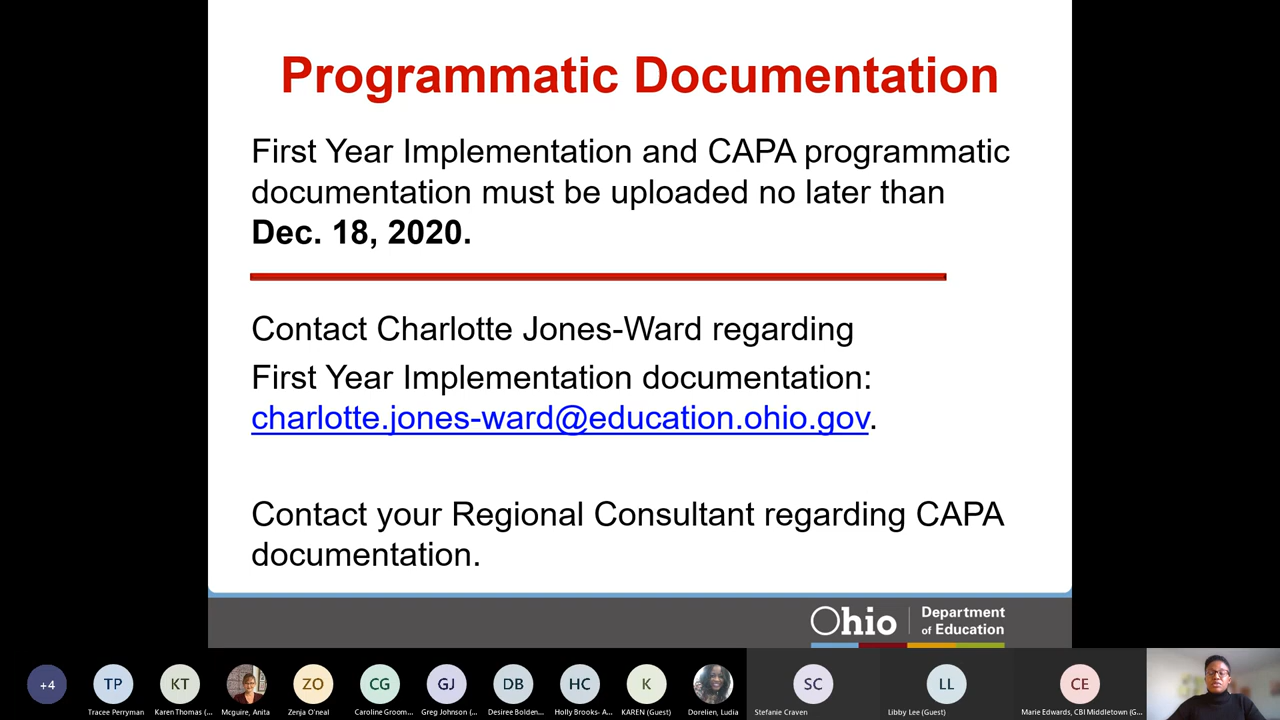 Programmatic Documentation
First Year Implementation and CAPA programmatic
documentation must be uploaded no later than
Dec. 18, 2020.
Contact Charlotte Jones-Ward regarding
First Year Implementation documentation:
charlotte.jones-ward@education.ohio.gov.
Contact your Regional Consultant regarding CAPA
documentation.
Ohio
Department
of Education
+4
TP
KT
ZO
CG
GJ
DB
HC
K
SC
LL
CE
Tracee Perryman
Karen Thomas (...
Mcguire, Anita
Zenja O'neal
Caroline Groom...
Greg Johnson (...
Desiree Bolden...
Holly Brooks- A...
KAREN (Guest)
Dorelien, Ludia
Stefanie Craven
Libby Lee (Guest)
Marie Edwards, CBI Middletown (G...